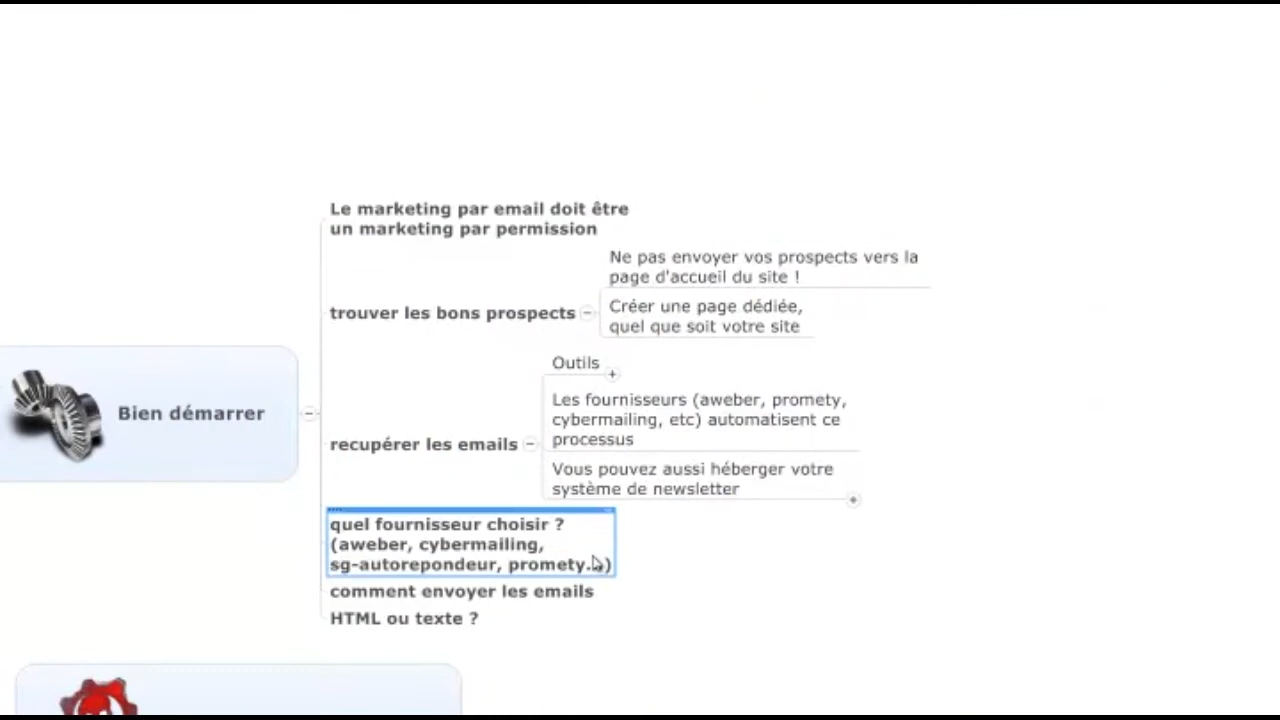 Le marketing par email doit être
un marketing par permission
Ne pas envoyer vos prospects vers la
page d'accueil du site !
trouver les bons prospects
Créer une page dédiée,
quel que soit votre site
Outils
Les fournisseurs (aweber, promety,
cybermailing, etc) automatisent ce
processus
Bien démarrer
recupérer les emails
Vous pouvez aussi héberger votre
système de newsletter
quel fournisseur choisir ?
(aweber, cybermailing,
sg-autorepondeur, promety...)
comment envoyer les emails
HTML ou texte ?